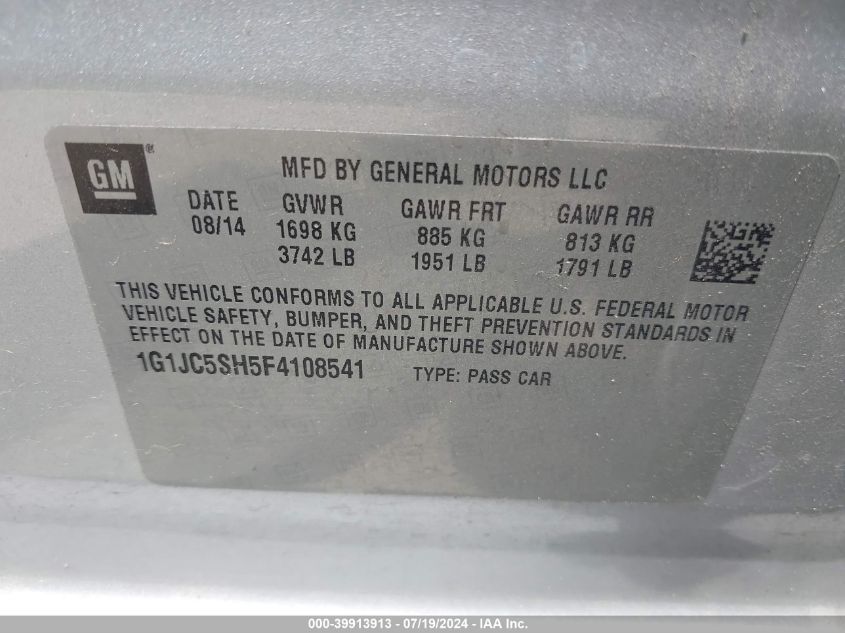 GM ®
MFD BY GENERAL MOTORS LLC
DATE GVWR GAWR FRT GAWR RR
08/14 1698 KG 885 KG 813 KG
3742 LB 1951 LB 1791 LB
THIS VEHICLE CONFORMS TO ALL APPLICABLE U.S. FEDERAL MOTOR
VEHICLE SAFETY, BUMPER, AND THEFT PREVENTION STANDARDS IN
EFFECT ON THE DATE OF MANUFACTURE SHOWN ABOVE.
1G1JC5SH5F4108541 TYPE: PASS CAR
000-39913913 - 07/19/2024 - IAA Inc.